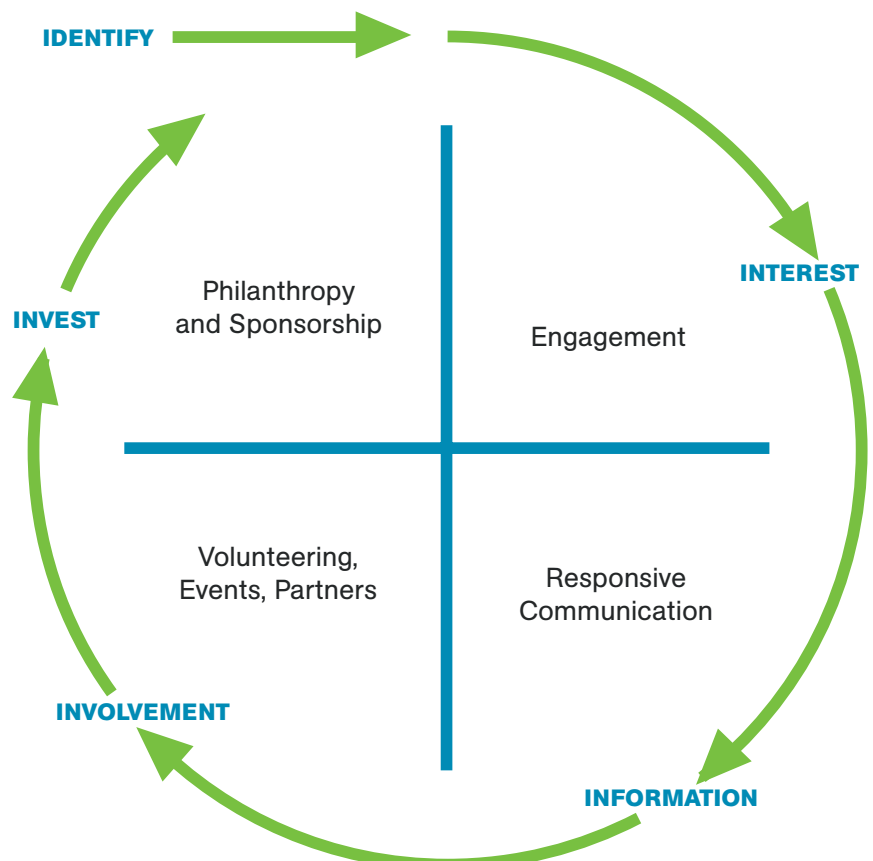 IDENTIFY
INTEREST
Philanthropy
and Sponsorship
INVEST
Engagement
Volunteering,
Events, Partners
Responsive
Communication
INVOLVEMENT
INFORMATION